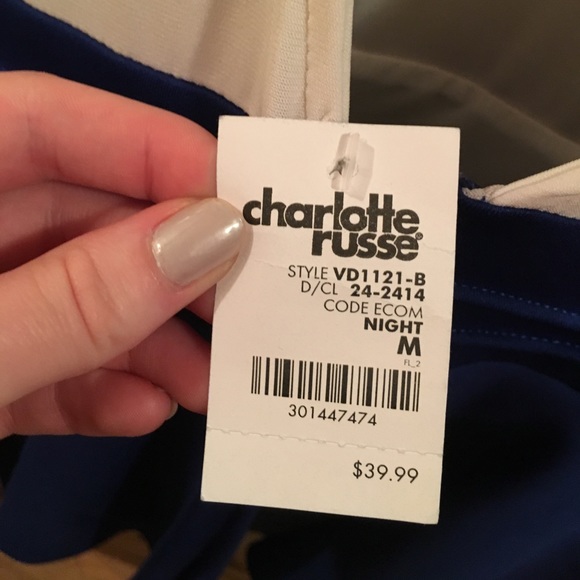 charlotte
russe®
STYLE VD1121-B
D/CL 24-2414
CODE ECOM
NIGHT
M
FL_2
301447474
$39.99